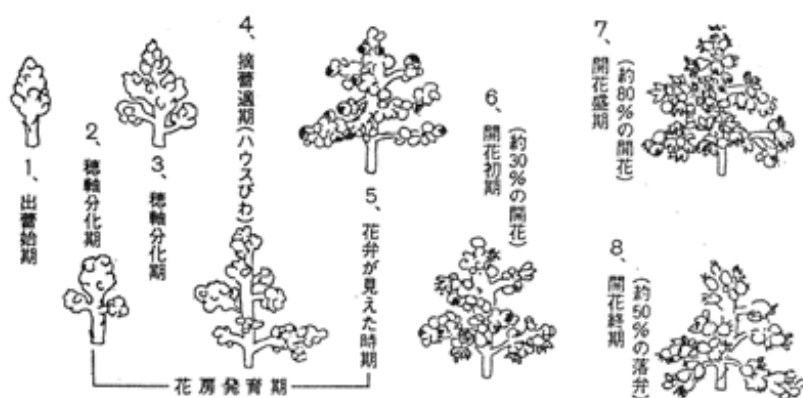 1、出蕾始期
2、穂軸分化期
3、穂軸分化期
4、摘蕾適期(ハウスびわ)
5、花弁が見えた時期
花房発育期
6、開花初期
(約30%の開花)
7、開花盛期
(約80%の開花)
8、開花終期
(約50%の落弁)